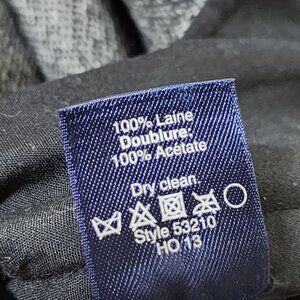 100% Laine
Doublure:
100% Acétate
Dry clean.
Style 53210
HO 13